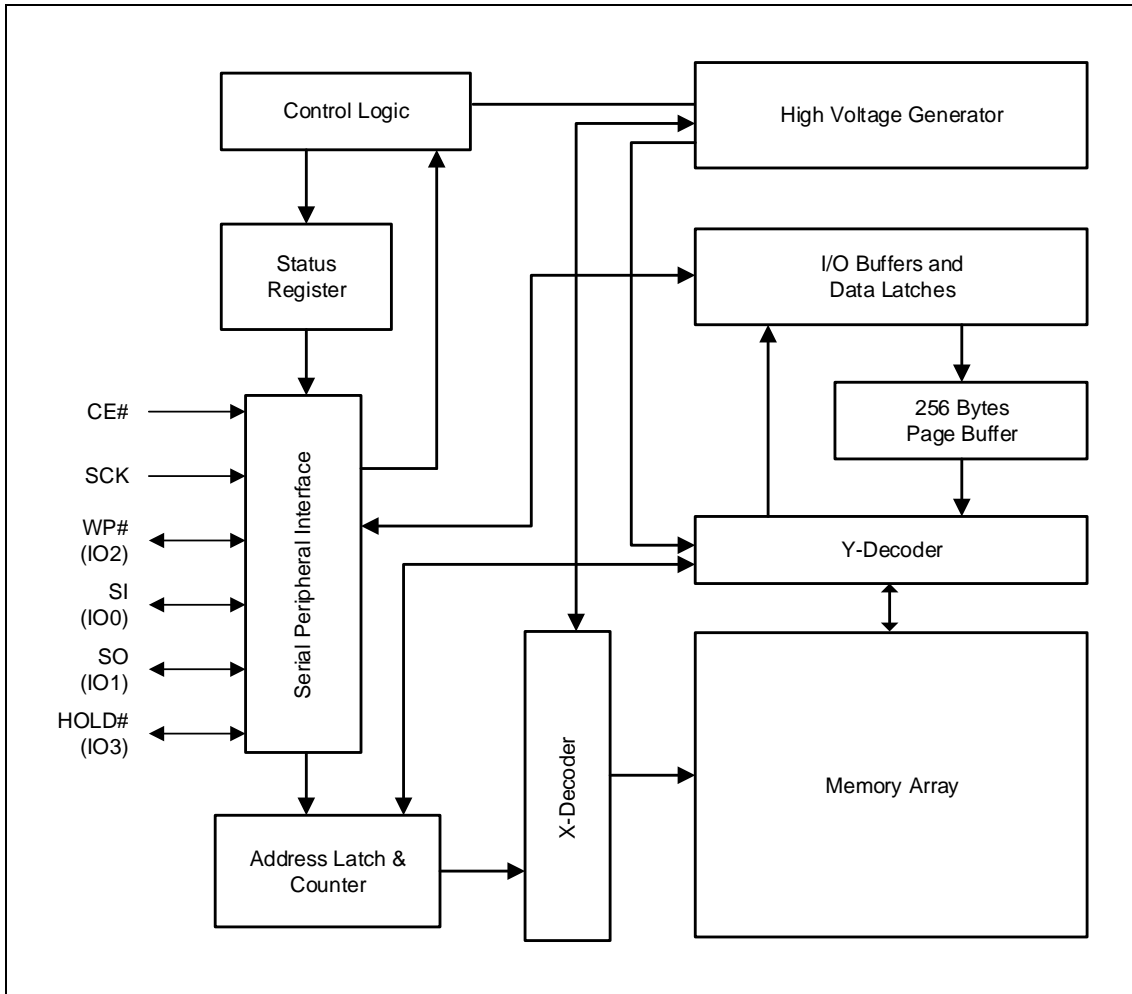 Control Logic
High Voltage Generator
Status
Register
I/O Buffers and
Data Latches
256 Bytes
Page Buffer
CE#
SCK
WP#
(IO2)
SI
(IO0)
SO
(IO1)
HOLD#
(IO3)
Serial Peripheral Interface
Y-Decoder
X-Decoder
Memory Array
Address Latch &
Counter